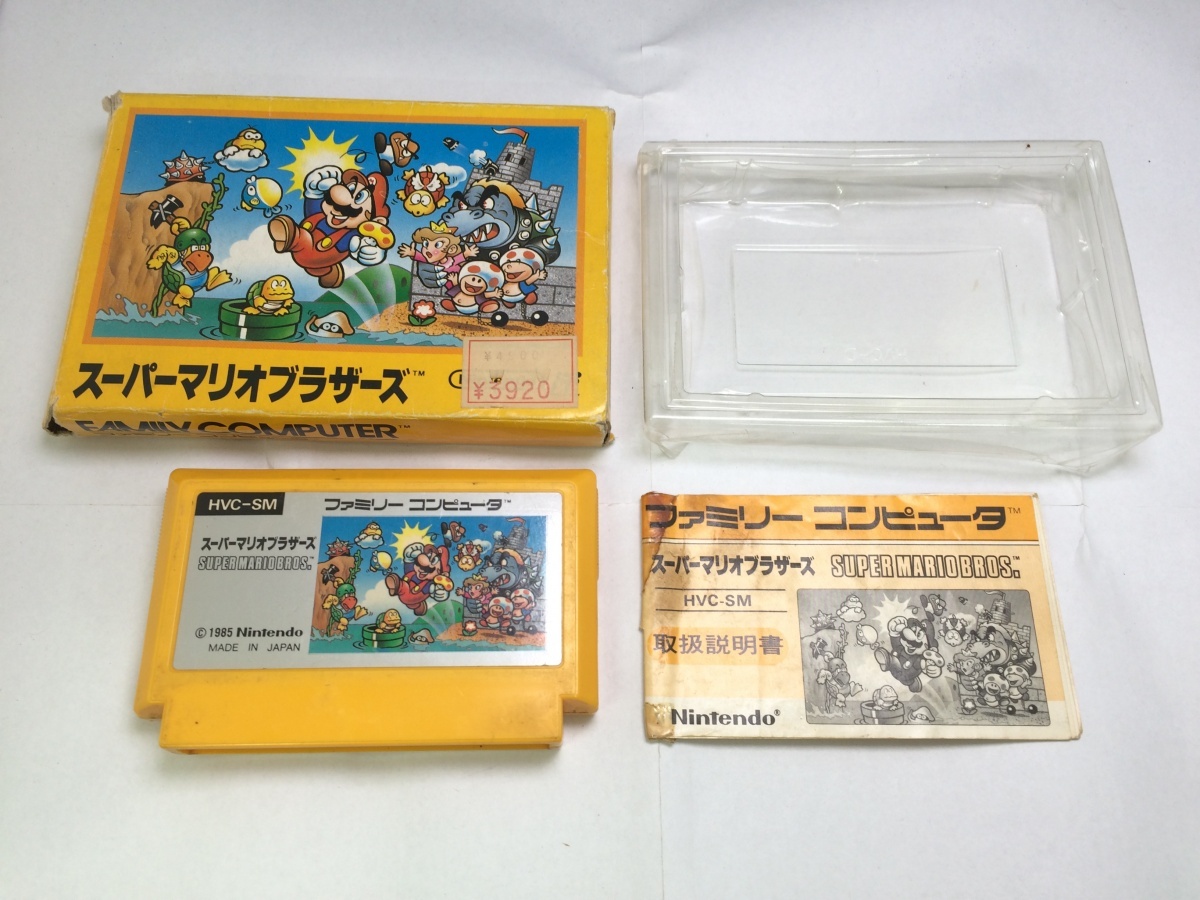 スーパーマリオブラザーズ™
¥4900
¥3920
FAMILY COMPUTER™
HVC-SM
ファミリー コンピュータ™
スーパーマリオブラザーズ
SUPER MARIO BROS.™
©1985 Nintendo
MADE IN JAPAN
ファミリー コンピュータ™
スーパーマリオブラザーズ SUPER MARIO BROS.™
HVC-SM
取扱説明書
Nintendo®